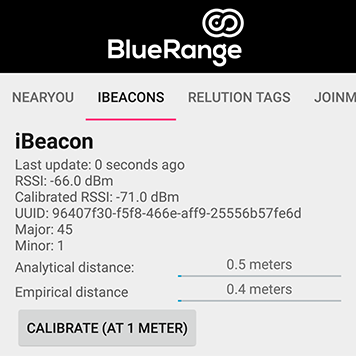 BlueRange
NEARYOU IBEACONS RELUTION TAGS JOINM
iBeacon
Last update: 0 seconds ago
RSSI: -66.0 dBm
Calibrated RSSI: -71.0 dBm
UUID: 96407f30-f5f8-466e-aff9-25556b57fe6d
Major: 45
Minor: 1
Analytical distance: 0.5 meters
Empirical distance 0.4 meters
CALIBRATE (AT 1 METER)